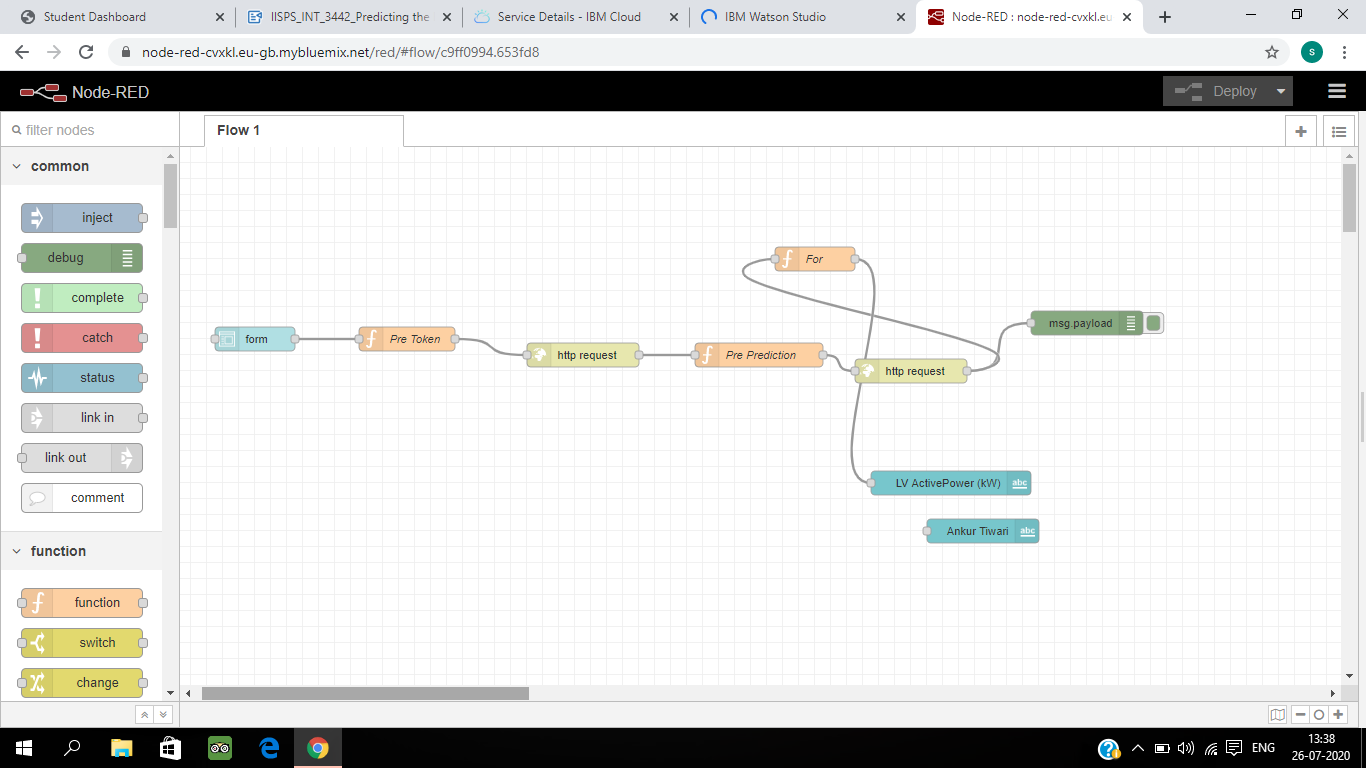 Student Dashboard
IISPS_INT_3442_Predicting the
Service Details - IBM Cloud
IBM Watson Studio
Node-RED : node-red-cvxkl.eu
node-red-cvxkl.eu-gb.mybluemix.net/red/#flow/c9ff0994.653fd8
S
Node-RED
Deploy
filter nodes
Flow 1
common
inject
debug
complete
catch
status
link in
link out
comment
function
function
switch
change
For
form
Pre Token
http request
Pre Prediction
http request
msg.payload
LV ActivePower (kW)
abc
Ankur Tiwari
abc
ENG
13:38
26-07-2020